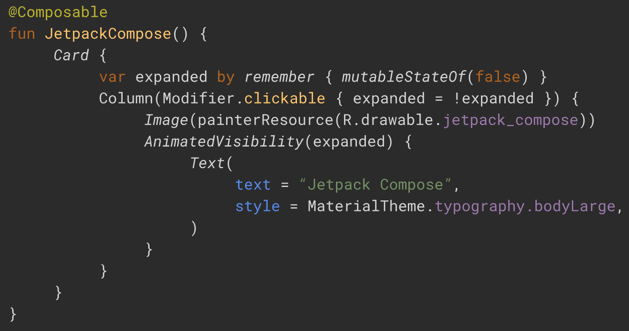 @Composable
fun JetpackCompose() {
    Card {
        var expanded by remember { mutableStateOf(false) }
        Column(Modifier.clickable { expanded = !expanded }) {
            Image(painterResource(R.drawable.jetpack_compose))
            AnimatedVisibility(expanded) {
                Text(
                    text = “Jetpack Compose”,
                    style = MaterialTheme.typography.bodyLarge,
                )
            }
        }
    }
}